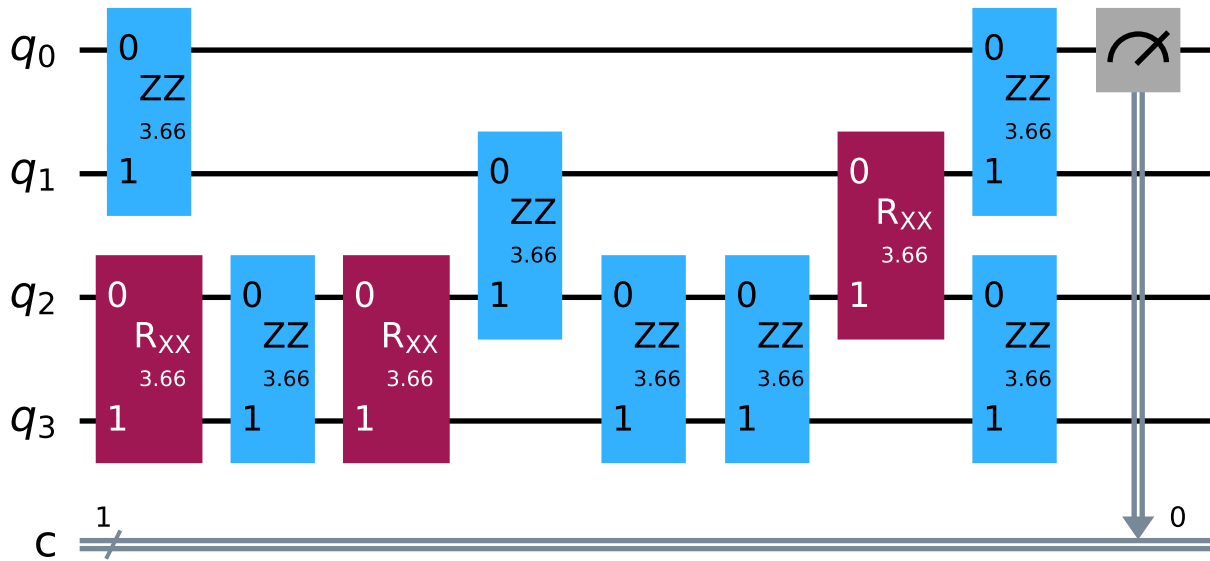 q0 0 0
ZZ ZZ
3.66 3.66
q1 1 0 0 1
ZZ RXX
3.66 3.66
q2 0 0 0 1 0 0 1 0
RXX ZZ RXX ZZ ZZ ZZ
3.66 3.66 3.66 3.66 3.66 3.66
q3 1 1 1 1 1 1
1 0
c